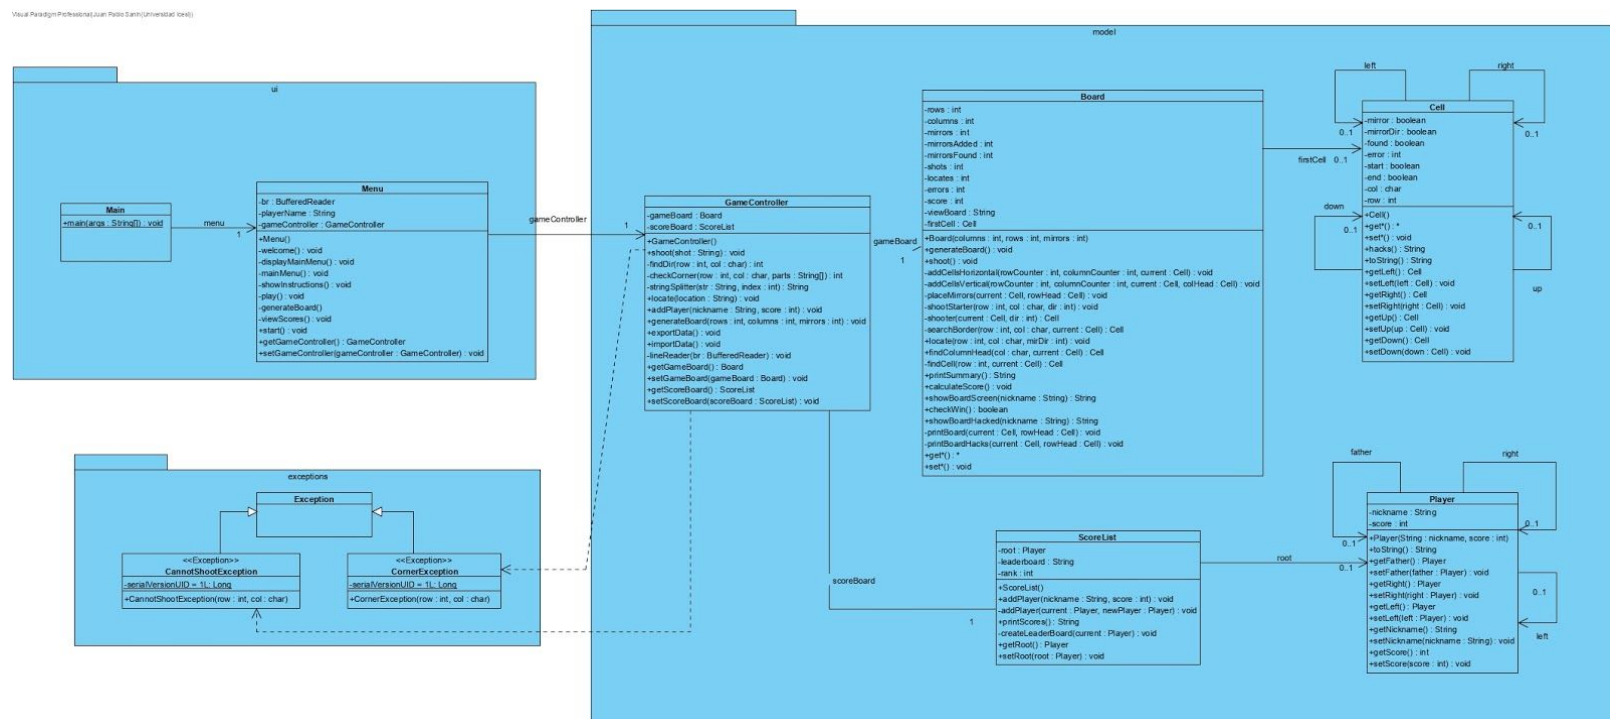 Visual Paradigm Professional(Juan Pablo Sanin(Universidad Icesi))
ui
Main
+main(args : String[]) : void
menu
1
Menu
-br : BufferedReader
-playerName : String
-gameController : GameController
+Menu()
-welcome() : void
-displayMainMenu() : void
-mainMenu() : void
-showInstructions() : void
-play() : void
-generateBoard()
-viewScores() : void
+start() : void
+getGameController() : GameController
+setGameController(gameController : GameController) : void
gameController
1
exceptions
Exception
<<Exception>>
CannotShootException
-serialVersionUID = 1L: Long
+CannotShootException(row : int, col : char)
<<Exception>>
CornerException
-serialVersionUID = 1L: Long
+CornerException(row : int, col : char)
model
GameController
-gameBoard : Board
-scoreBoard : ScoreList
+GameController()
+shoot(shot : String) : void
-findDir(row : int, col : char) : int
-checkCorner(row : int, col : char, parts : String[]) : int
-stringSplitter(str : String, index : int) : String
+locate(location : String) : void
+addPlayer(nickname : String, score : int) : void
+generateBoard(rows : int, columns : int, mirrors : int) : void
+exportData() : void
+importData() : void
-lineReader(br : BufferedReader) : void
+getGameBoard() : Board
+setGameBoard(gameBoard : Board) : void
+getScoreBoard() : ScoreList
+setScoreBoard(scoreBoard : ScoreList) : void
gameBoard
1
Board
-rows : int
-columns : int
-mirrors : int
-mirrorsAdded : int
-mirrorsFound : int
-shots : int
-locates : int
-errors : int
-score : int
-viewBoard : String
-firstCell : Cell
+Board(columns : int, rows : int, mirrors : int)
+generateBoard() : void
+shoot() : void
-addCellsHorizontal(rowCounter : int, columnCounter : int, current : Cell) : void
-addCellsVertical(rowCounter : int, columnCounter : int, current : Cell, colHead : Cell) : void
-placeMirrors(current : Cell, rowHead : Cell) : void
-shootStarter(row : int, col : char, dir : int) : void
-shooter(current : Cell, dir : int) : Cell
-searchBorder(row : int, col : char, current : Cell) : Cell
+locate(row : int, col : char, mirDir : int) : void
+findColumnHead(col : char, current : Cell) : Cell
-findCell(row : int, current : Cell) : Cell
+printSummary() : String
+calculateScore() : void
+showBoardScreen(nickname : String) : String
+checkWin() : boolean
+showBoardHacked(nickname : String) : String
-printBoard(current : Cell, rowHead : Cell) : void
-printBoardHacks(current : Cell, rowHead : Cell) : void
+get*() : *
+set*() : void
firstCell 0..1
left
0..1
right
0..1
down
0..1
0..1
up
Cell
-mirror : boolean
-mirrorDir : boolean
-found : boolean
-error : int
-start : boolean
-end : boolean
-col : char
-row : int
+Cell()
+get*() : *
+set*() : void
+hacks() : String
+toString() : String
+getLeft() : Cell
+setLeft(left : Cell) : void
+getRight() : Cell
+setRight(right : Cell) : void
+getUp() : Cell
+setUp(up : Cell) : void
+getDown() : Cell
+setDown(down : Cell) : void
scoreBoard
1
ScoreList
-root : Player
-leaderboard : String
-rank : int
+ScoreList()
+addPlayer(nickname : String, score : int) : void
-addPlayer(current : Player, newPlayer : Player) : void
+printScores() : String
-createLeaderBoard(current : Player) : void
+getRoot() : Player
+setRoot(root : Player) : void
root
0..1
father
0..1
right
0..1
0..1
left
Player
-nickname : String
-score : int
+Player(String : nickname, score : int)
+toString() : String
+getFather() : Player
+setFather(father : Player) : void
+getRight() : Player
+setRight(right : Player) : void
+getLeft() : Player
+setLeft(left : Player) : void
+getNickname() : String
+setNickname(nickname : String) : void
+getScore() : int
+setScore(score : int) : void